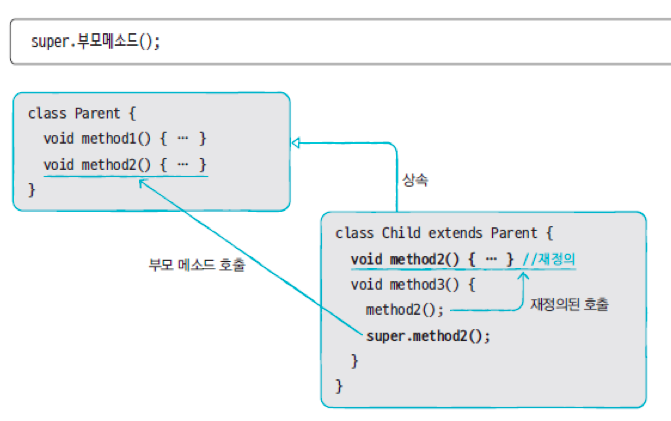 super.부모메소드();
class Parent {
void method1() { … }
void method2() { … }
}
상속
부모 메소드 호출
class Child extends Parent {
void method2() { … } //재정의
void method3() {
method2();
재정의된 호출
super.method2();
}
}